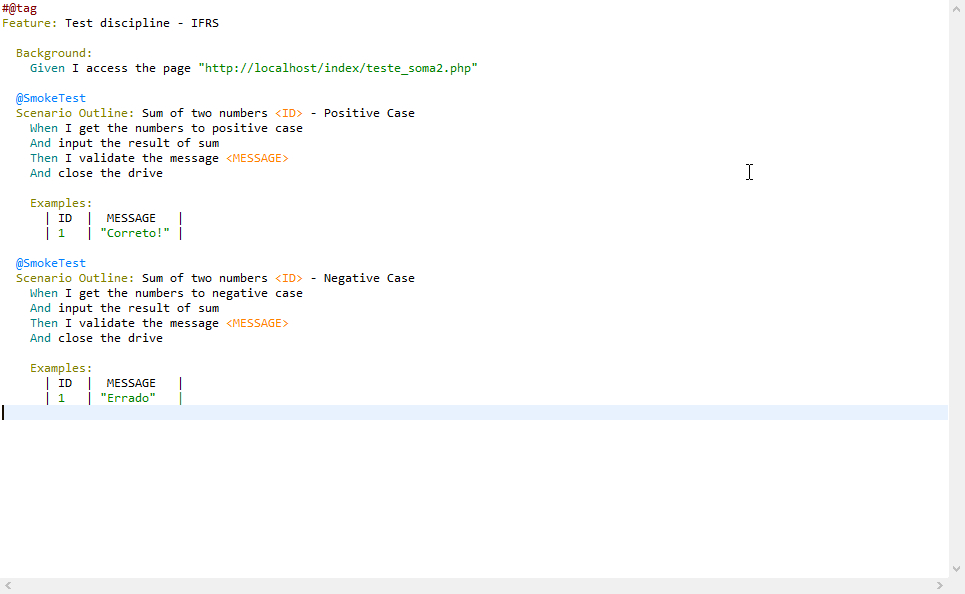 #@tag
Feature: Test discipline - IFRS
Background:
Given I access the page "http://localhost/index/teste_soma2.php"
@SmokeTest
Scenario Outline: Sum of two numbers <ID> - Positive Case
When I get the numbers to positive case
And input the result of sum
Then I validate the message <MESSAGE>
And close the drive
Examples:
| ID | MESSAGE |
| 1 | "Correto!" |
@SmokeTest
Scenario Outline: Sum of two numbers <ID> - Negative Case
When I get the numbers to negative case
And input the result of sum
Then I validate the message <MESSAGE>
And close the drive
Examples:
| ID | MESSAGE |
| 1 | "Errado" |